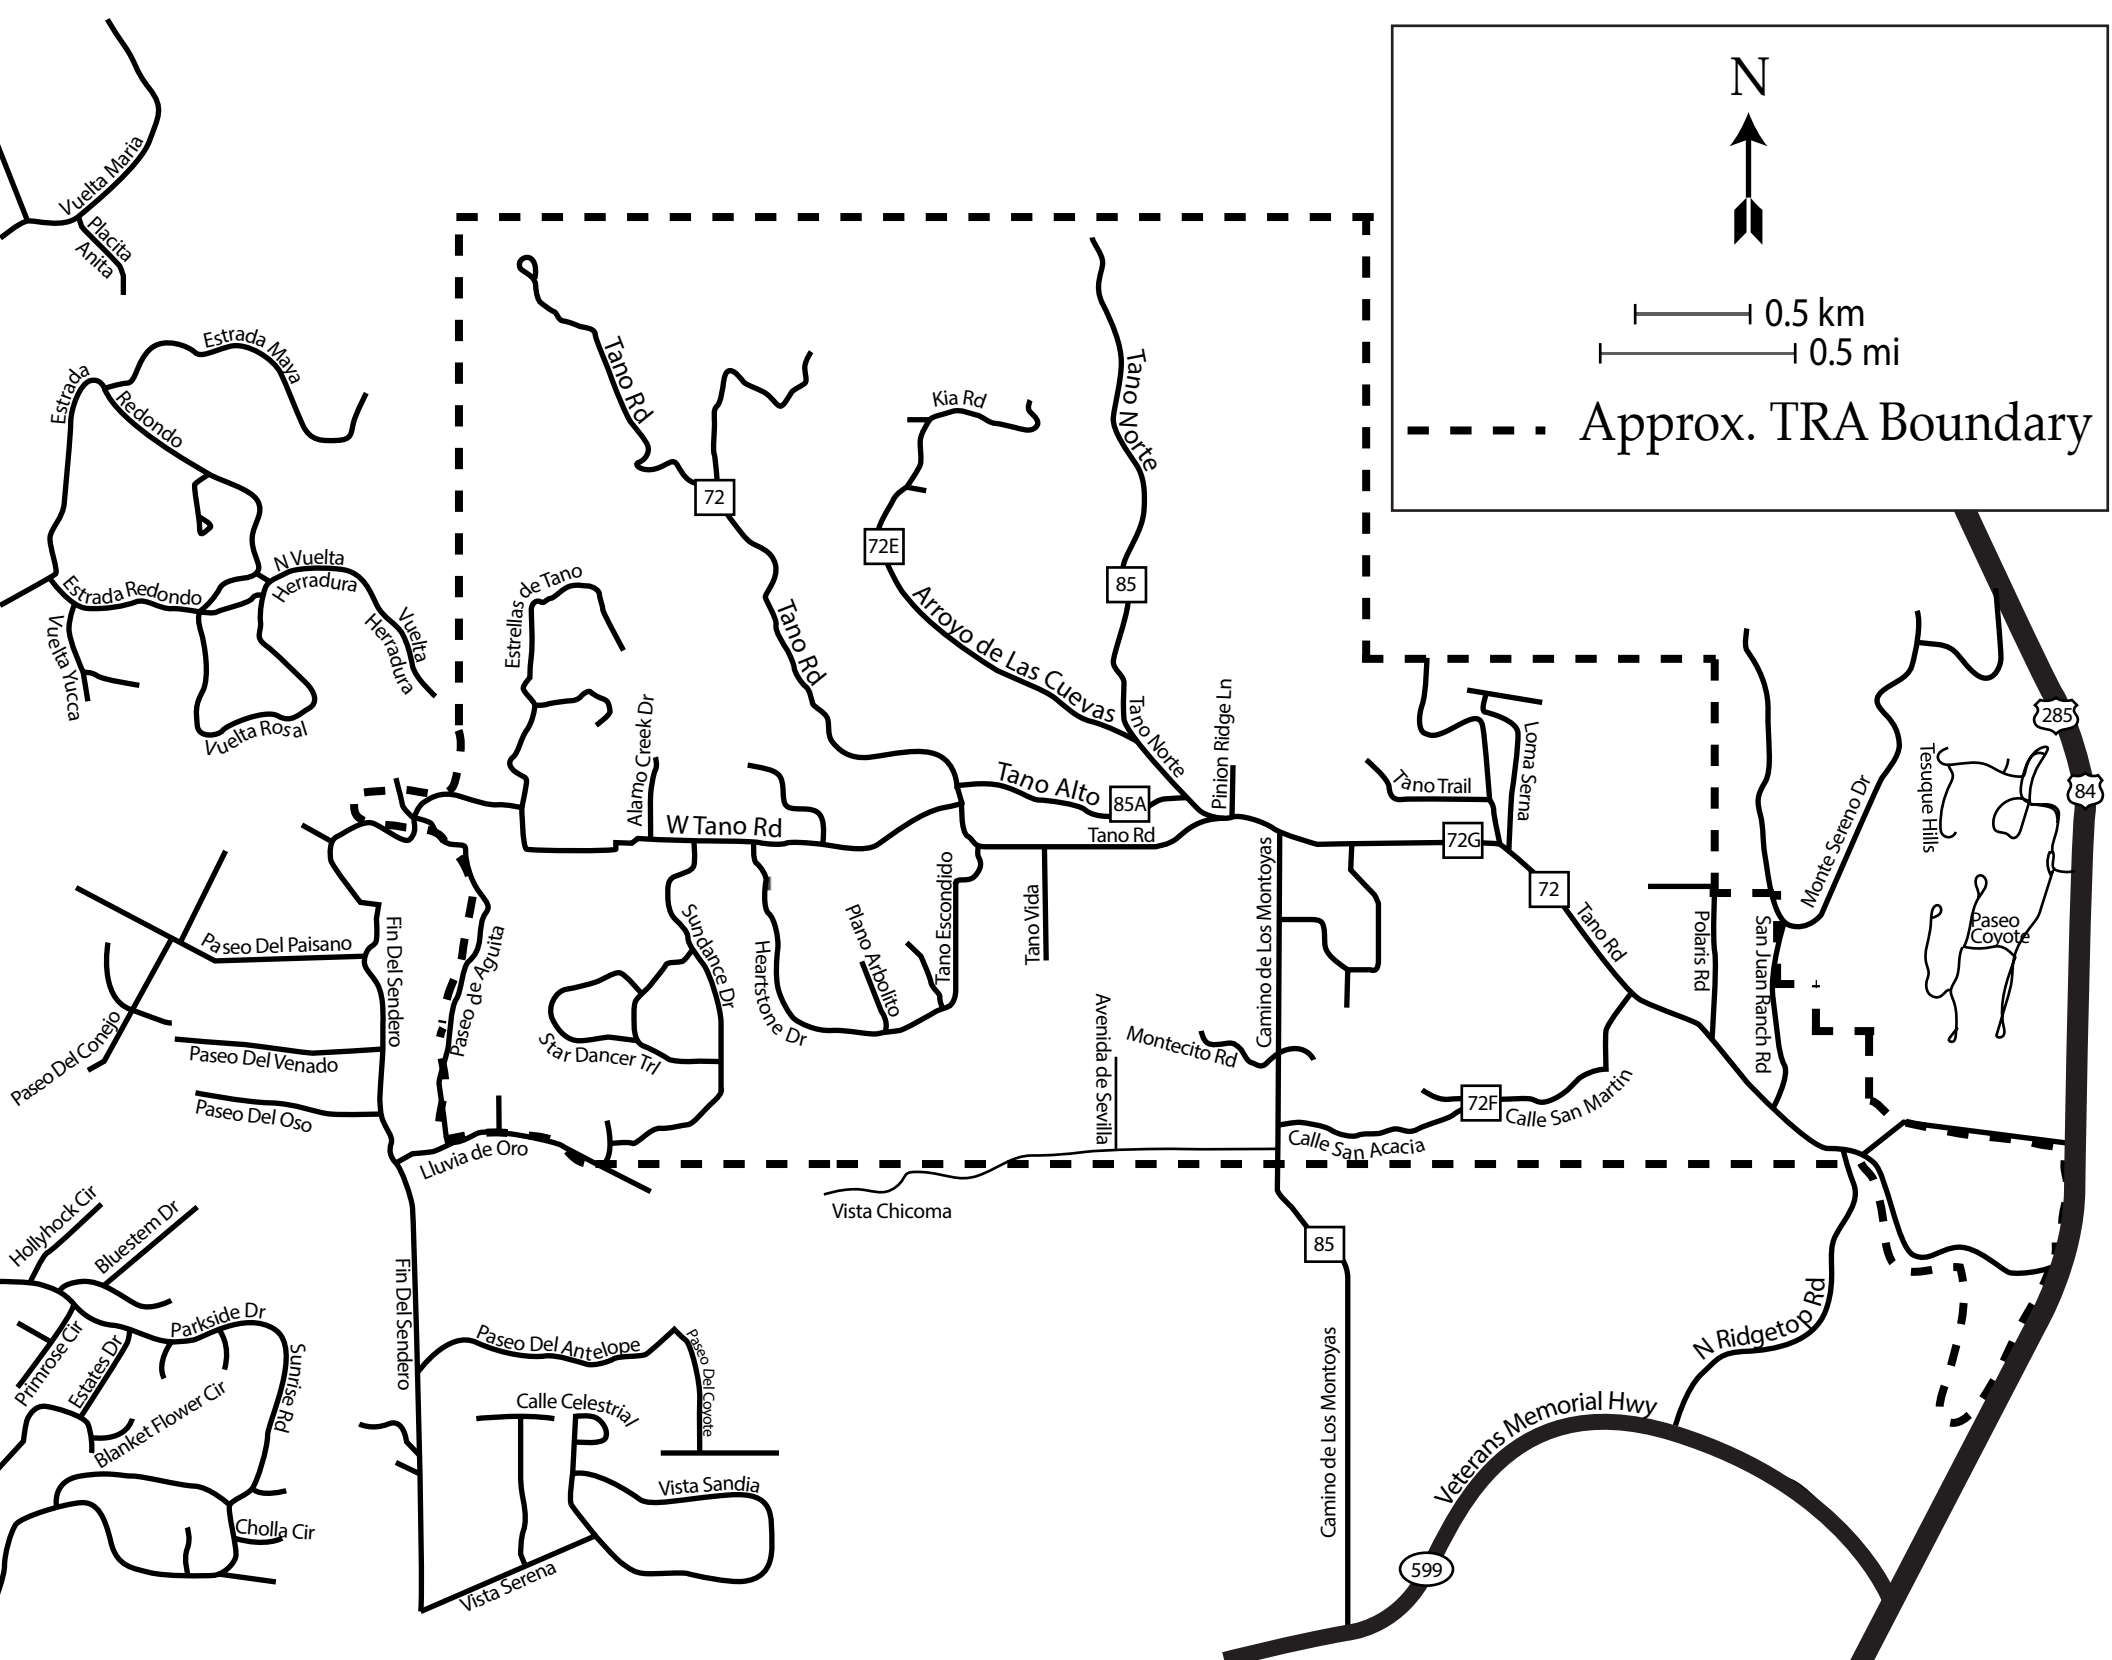 N
0.5 km
0.5 mi
Approx. TRA Boundary
Vuelta Maria
Placita
Anita
Estrada Maya
Estrada
Redondo
N Vuelta
Herradura
Estrada Redondo
Vuelta
Herradura
Vuelta Yucca
Vuelta Rosal
Tano Rd
72
Kia Rd
72E
Tano Norte
85
Estrellas de Tano
Tano Rd
Arroyo de Las Cuevas
Tano Norte
Alamo Creek Dr
Pinion Ridge Ln
W Tano Rd
Tano Alto
85A
Tano Rd
Tano Trail
Loma Serna
72G
72
Tano Rd
285
84
Tesuque Hills
Monte Sereno Dr
Paseo
Coyote
Polaris Rd
San Juan Ranch Rd
Paseo Del Paisano
Fin Del Sendero
Paseo de Aguita
Paseo Del Conejo
Paseo Del Venado
Paseo Del Oso
Lluvia de Oro
Sundance Dr
Star Dancer Trl
Heartstone Dr
Plano Arbolito
Tano Escondido
Tano Vida
Avenida de Sevilla
Montecito Rd
Camino de Los Montoyas
72F
Calle San Martin
Calle San Acacia
Vista Chicoma
85
Camino de Los Montoyas
N Ridgetop Rd
Veterans Memorial Hwy
599
Hollyhock Cir
Bluestem Dr
Parkside Dr
Primrose Cir
Estates Dr
Blanket Flower Cir
Sunrise Rd
Cholla Cir
Fin Del Sendero
Paseo Del Antelope
Paseo Del Coyote
Calle Celestrial
Vista Sandia
Vista Serena